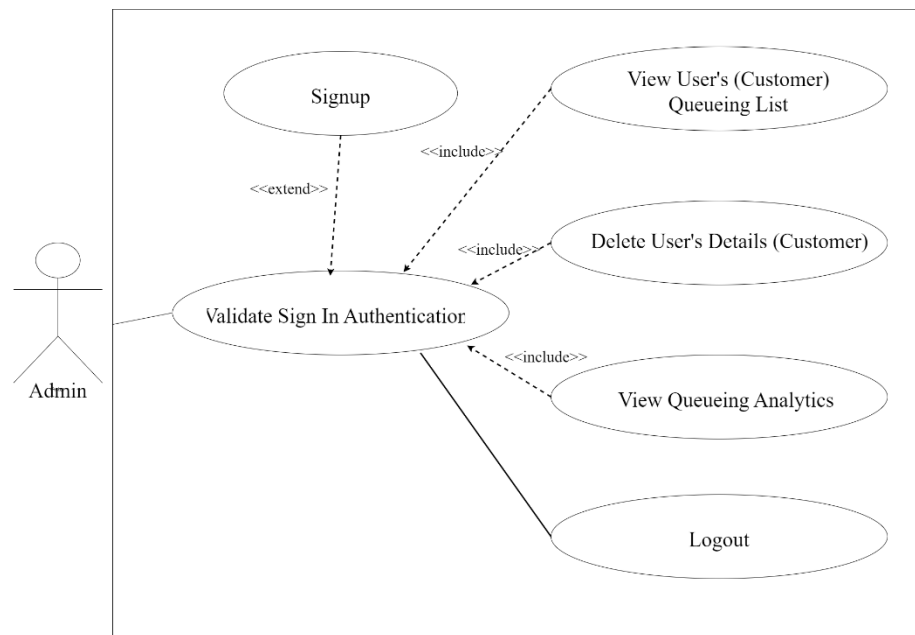 Signup
View User's (Customer)
Queueing List
<<include>>
<<extend>>
Delete User's Details (Customer)
<<include>>
Validate Sign In Authentication
<<include>>
Admin
View Queueing Analytics
Logout